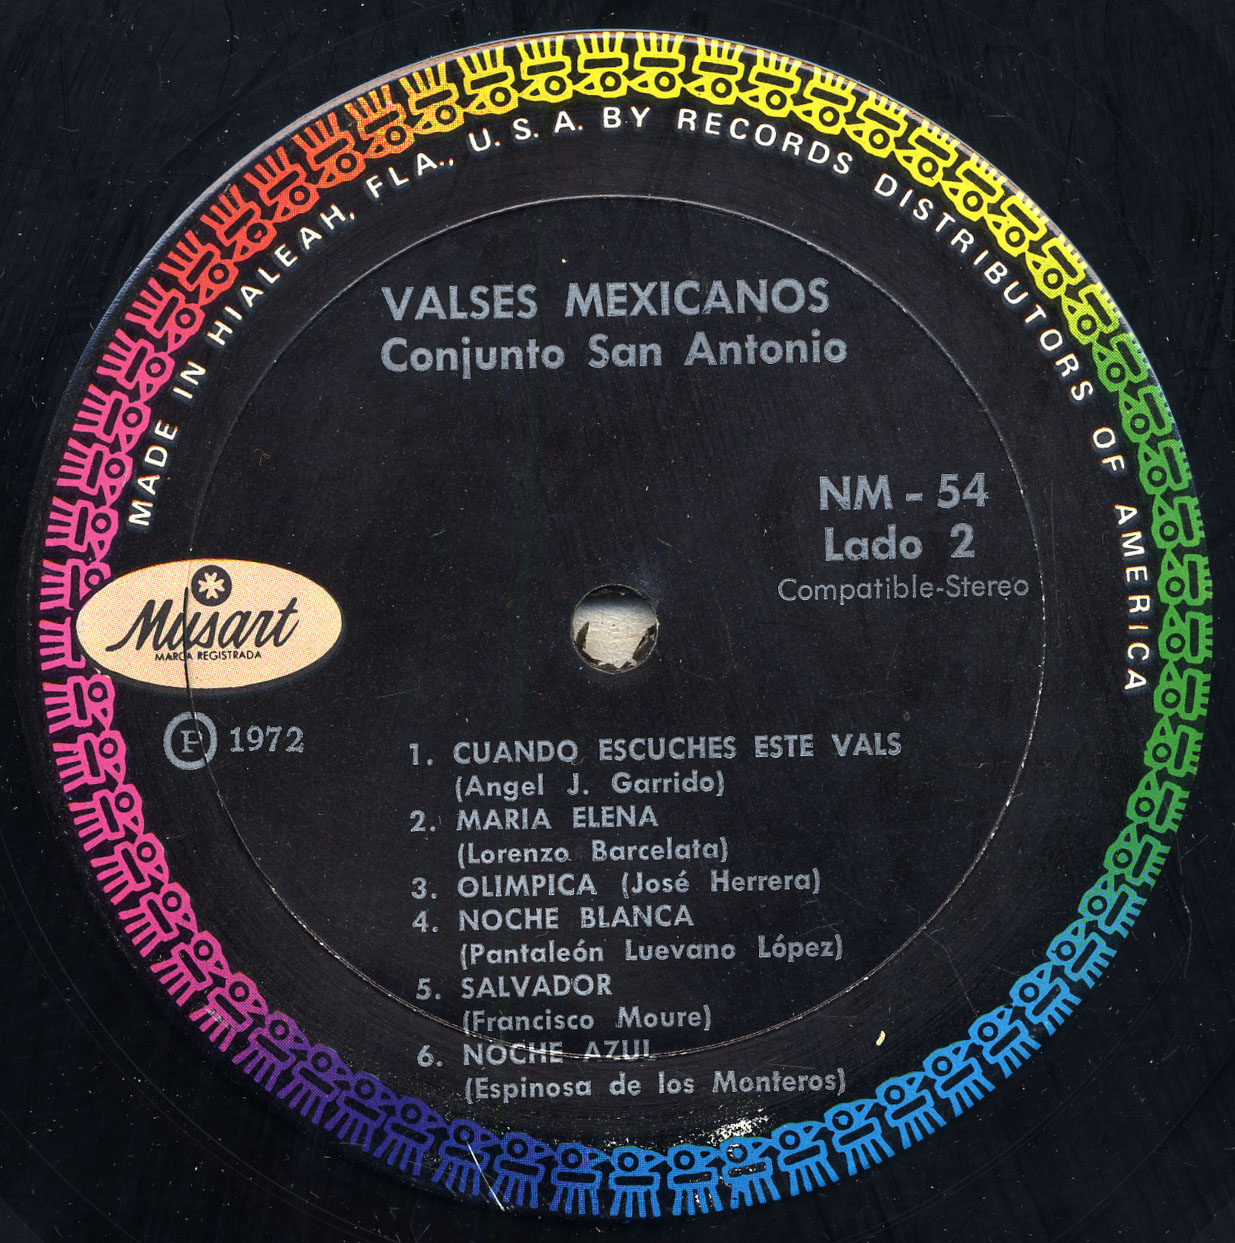 MADE IN HIALEAH, FLA., U.S.A. BY RECORDS DISTRIBUTORS OF AMERICA
VALSES MEXICANOS
Conjunto San Antonio
NM - 54
Lado 2
Compatible-Stereo
Musart
MARCA REGISTRADA
Ⓟ 1972
1. CUANDO ESCUCHES ESTE VALS
(Angel J. Garrido)
2. MARIA ELENA
(Lorenzo Barcelata)
3. OLIMPICA (José Herrera)
4. NOCHE BLANCA
(Pantaleón Luevano López)
5. SALVADOR
(Francisco Moure)
6. NOCHE AZUL
(Espinosa de los Monteros)